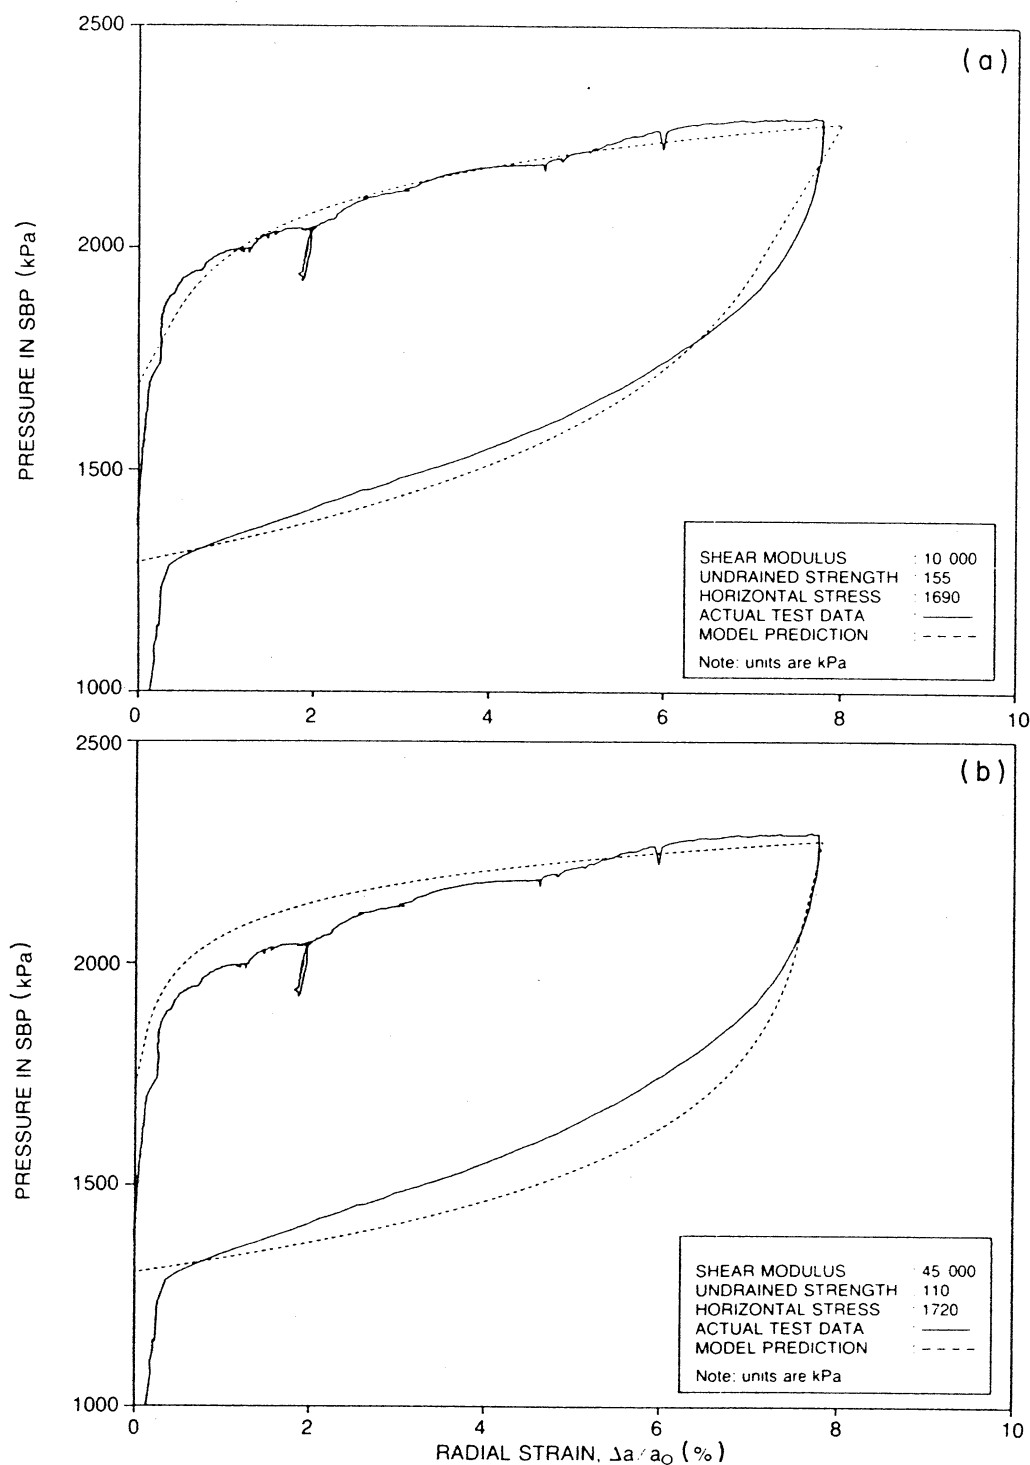 2500
(a)
2000
1500
1000
PRESSURE IN SBP (kPa)
SHEAR MODULUS : 10 000
UNDRAINED STRENGTH : 155
HORIZONTAL STRESS : 1690
ACTUAL TEST DATA :
MODEL PREDICTION :
Note: units are kPa
0 2 4 6 8 10
2500
(b)
2000
1500
1000
PRESSURE IN SBP (kPa)
SHEAR MODULUS : 45 000
UNDRAINED STRENGTH : 110
HORIZONTAL STRESS : 1720
ACTUAL TEST DATA :
MODEL PREDICTION :
Note: units are kPa
0 2 4 6 8 10
RADIAL STRAIN, Δa/a₀ (%)